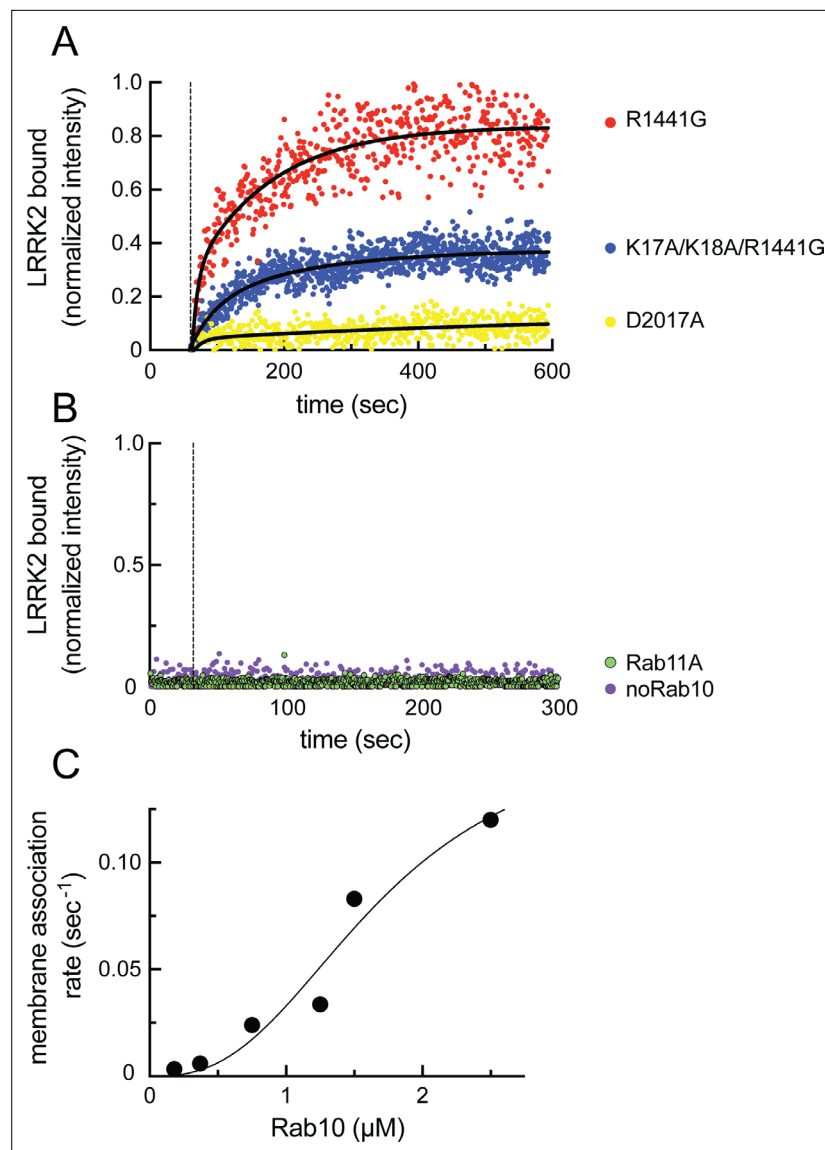 A
LRRK2 bound
(normalized intensity)
1.0
0.8
0.6
0.4
0.2
0
0
200
400
600
time (sec)
R1441G
K17A/K18A/R1441G
D2017A
B
LRRK2 bound
(normalized intensity)
1.0
0.5
0
0
100
200
300
time (sec)
Rab11A
noRab10
C
membrane association
rate (sec⁻¹)
0.10
0.05
0
0
1
2
Rab10 (µM)